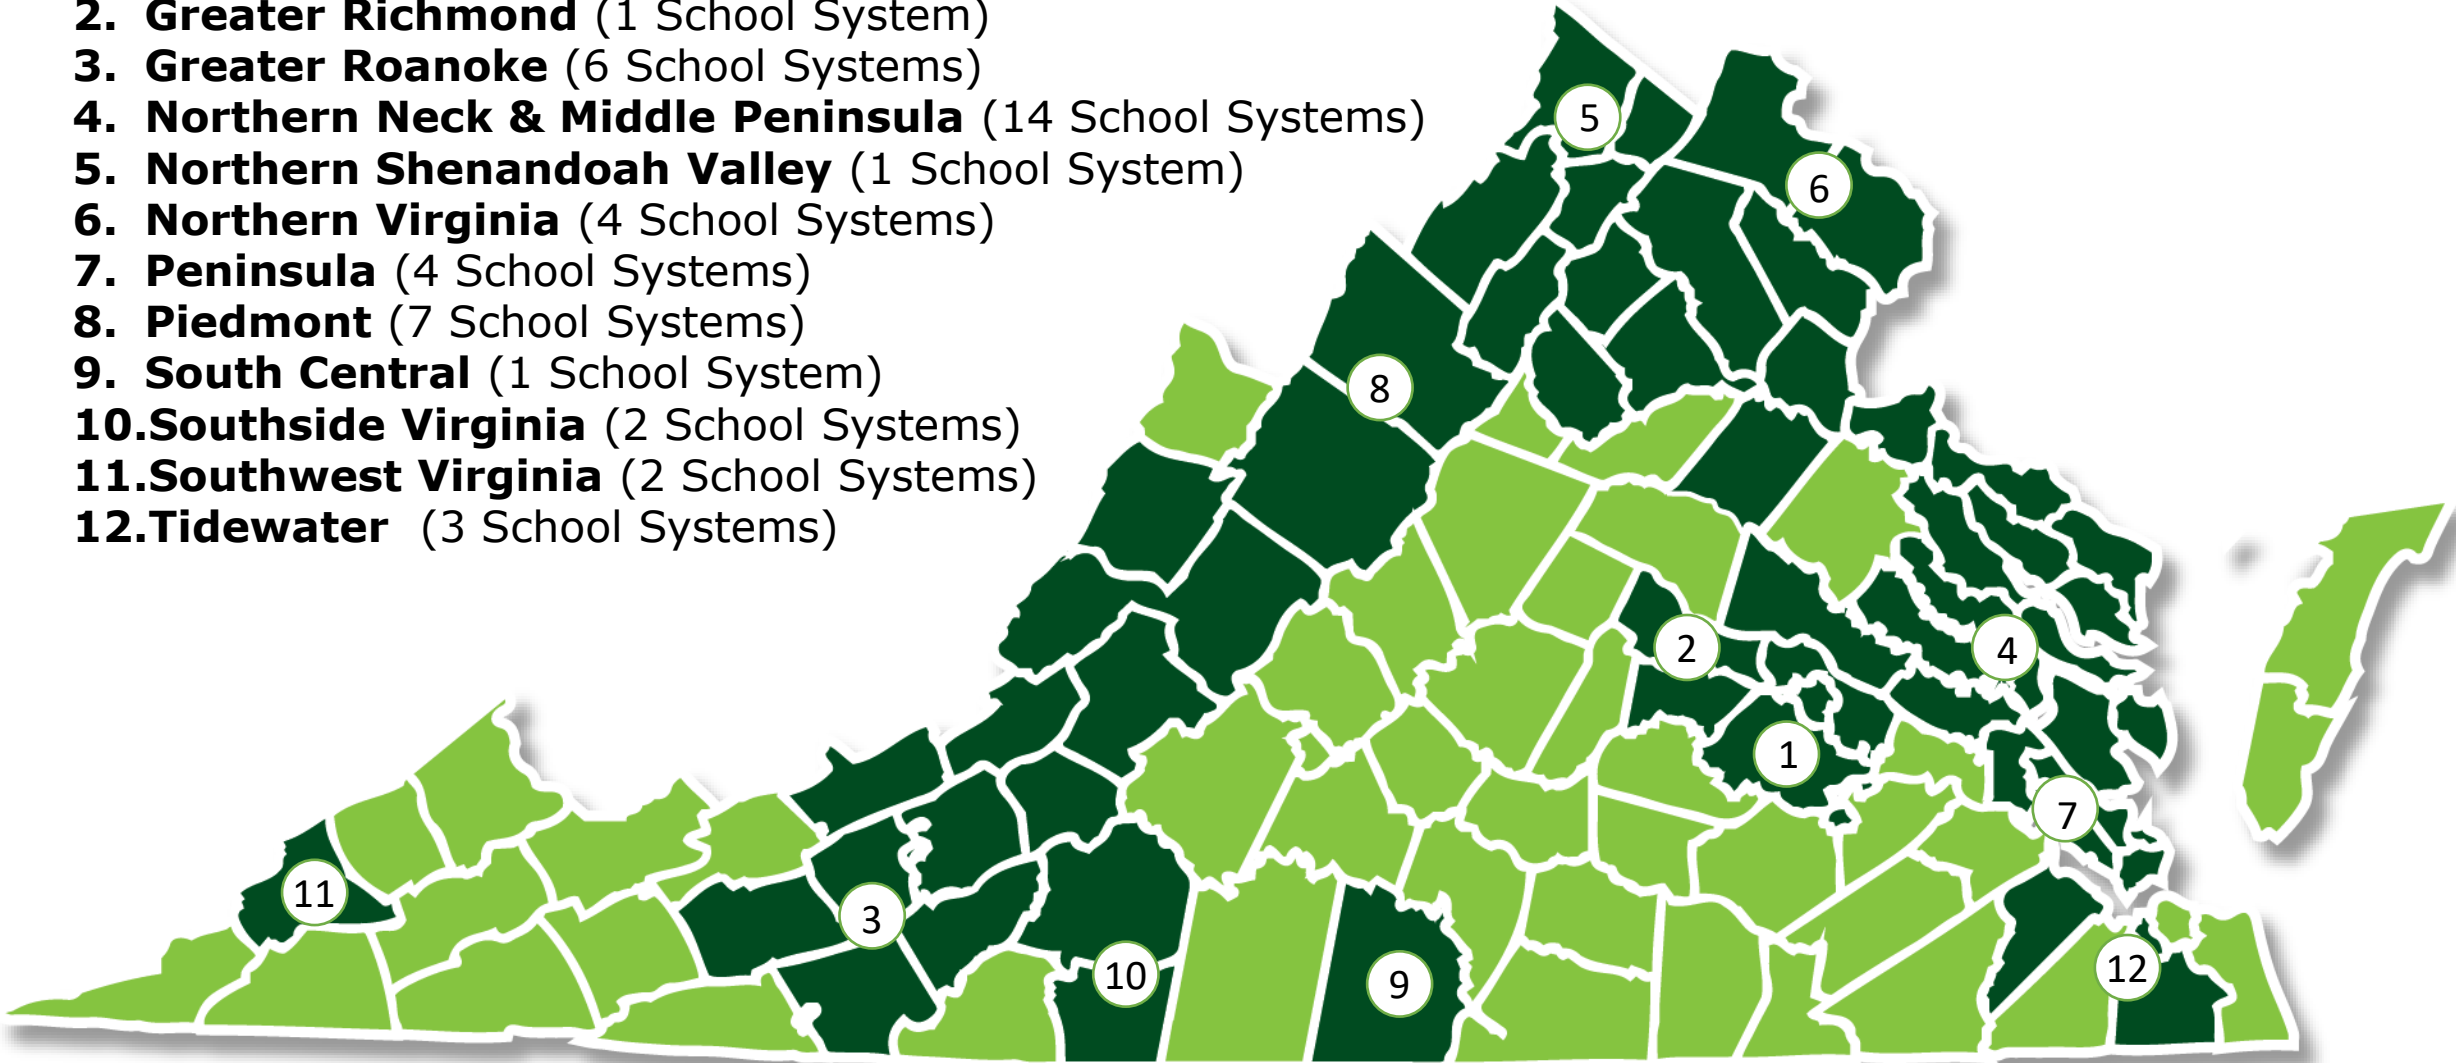 2. Greater Richmond (1 School System)
3. Greater Roanoke (6 School Systems)
4. Northern Neck & Middle Peninsula (14 School Systems)
5. Northern Shenandoah Valley (1 School System)
6. Northern Virginia (4 School Systems)
7. Peninsula (4 School Systems)
8. Piedmont (7 School Systems)
9. South Central (1 School System)
10.Southside Virginia (2 School Systems)
11.Southwest Virginia (2 School Systems)
12.Tidewater (3 School Systems)
5
6
8
2
4
1
7
11
3
10
9
12